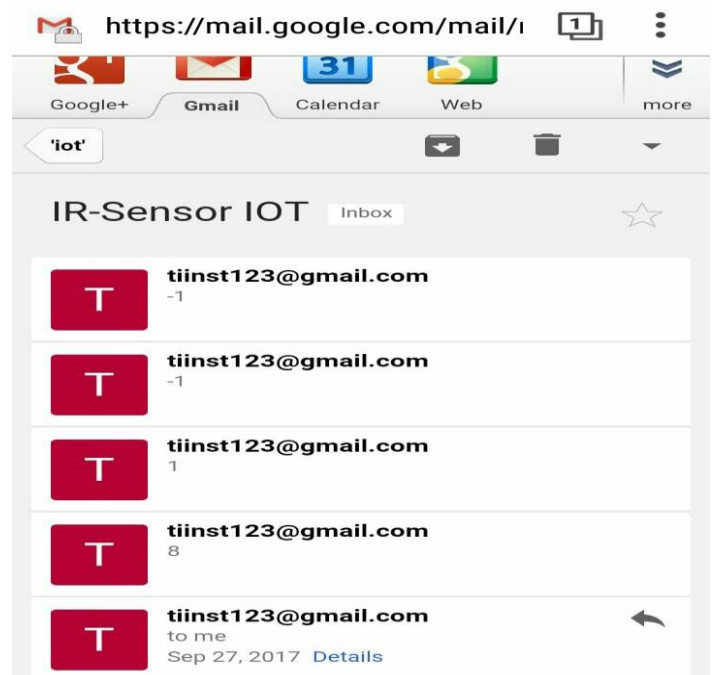 https://mail.google.com/mail/ 1
31
Google+ Gmail Calendar Web more
'iot'
IR-Sensor IOT Inbox
T tiinst123@gmail.com
-1
T tiinst123@gmail.com
-1
T tiinst123@gmail.com
1
T tiinst123@gmail.com
8
T tiinst123@gmail.com
to me
Sep 27, 2017 Details